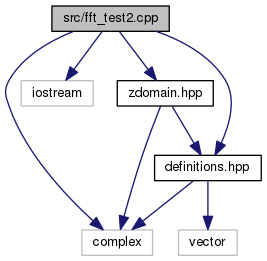 src/fft_test2.cpp
iostream
zdomain.hpp
definitions.hpp
complex
vector